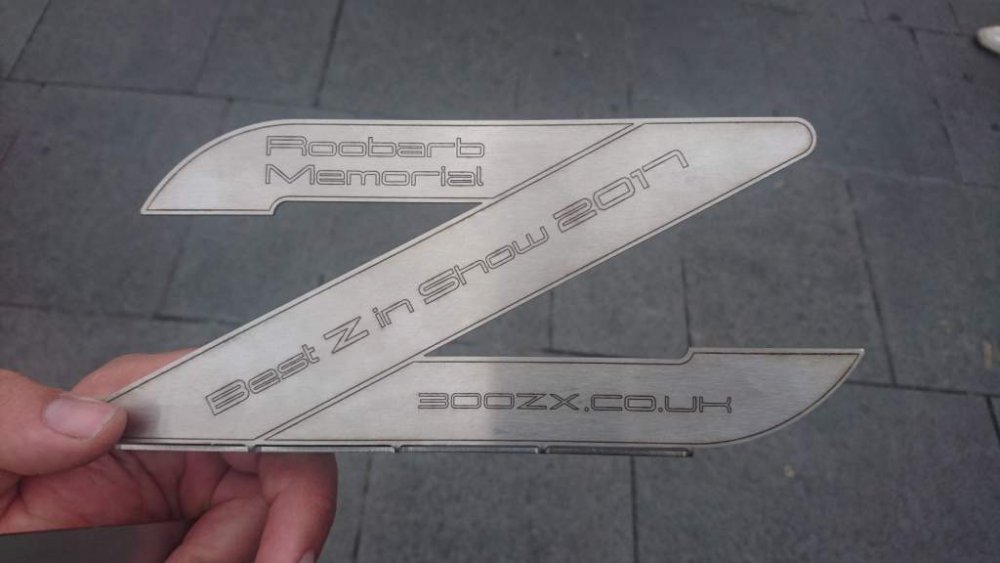 Roobarb
Memorial
Best Z in Show 2017
300ZX.CO.UK